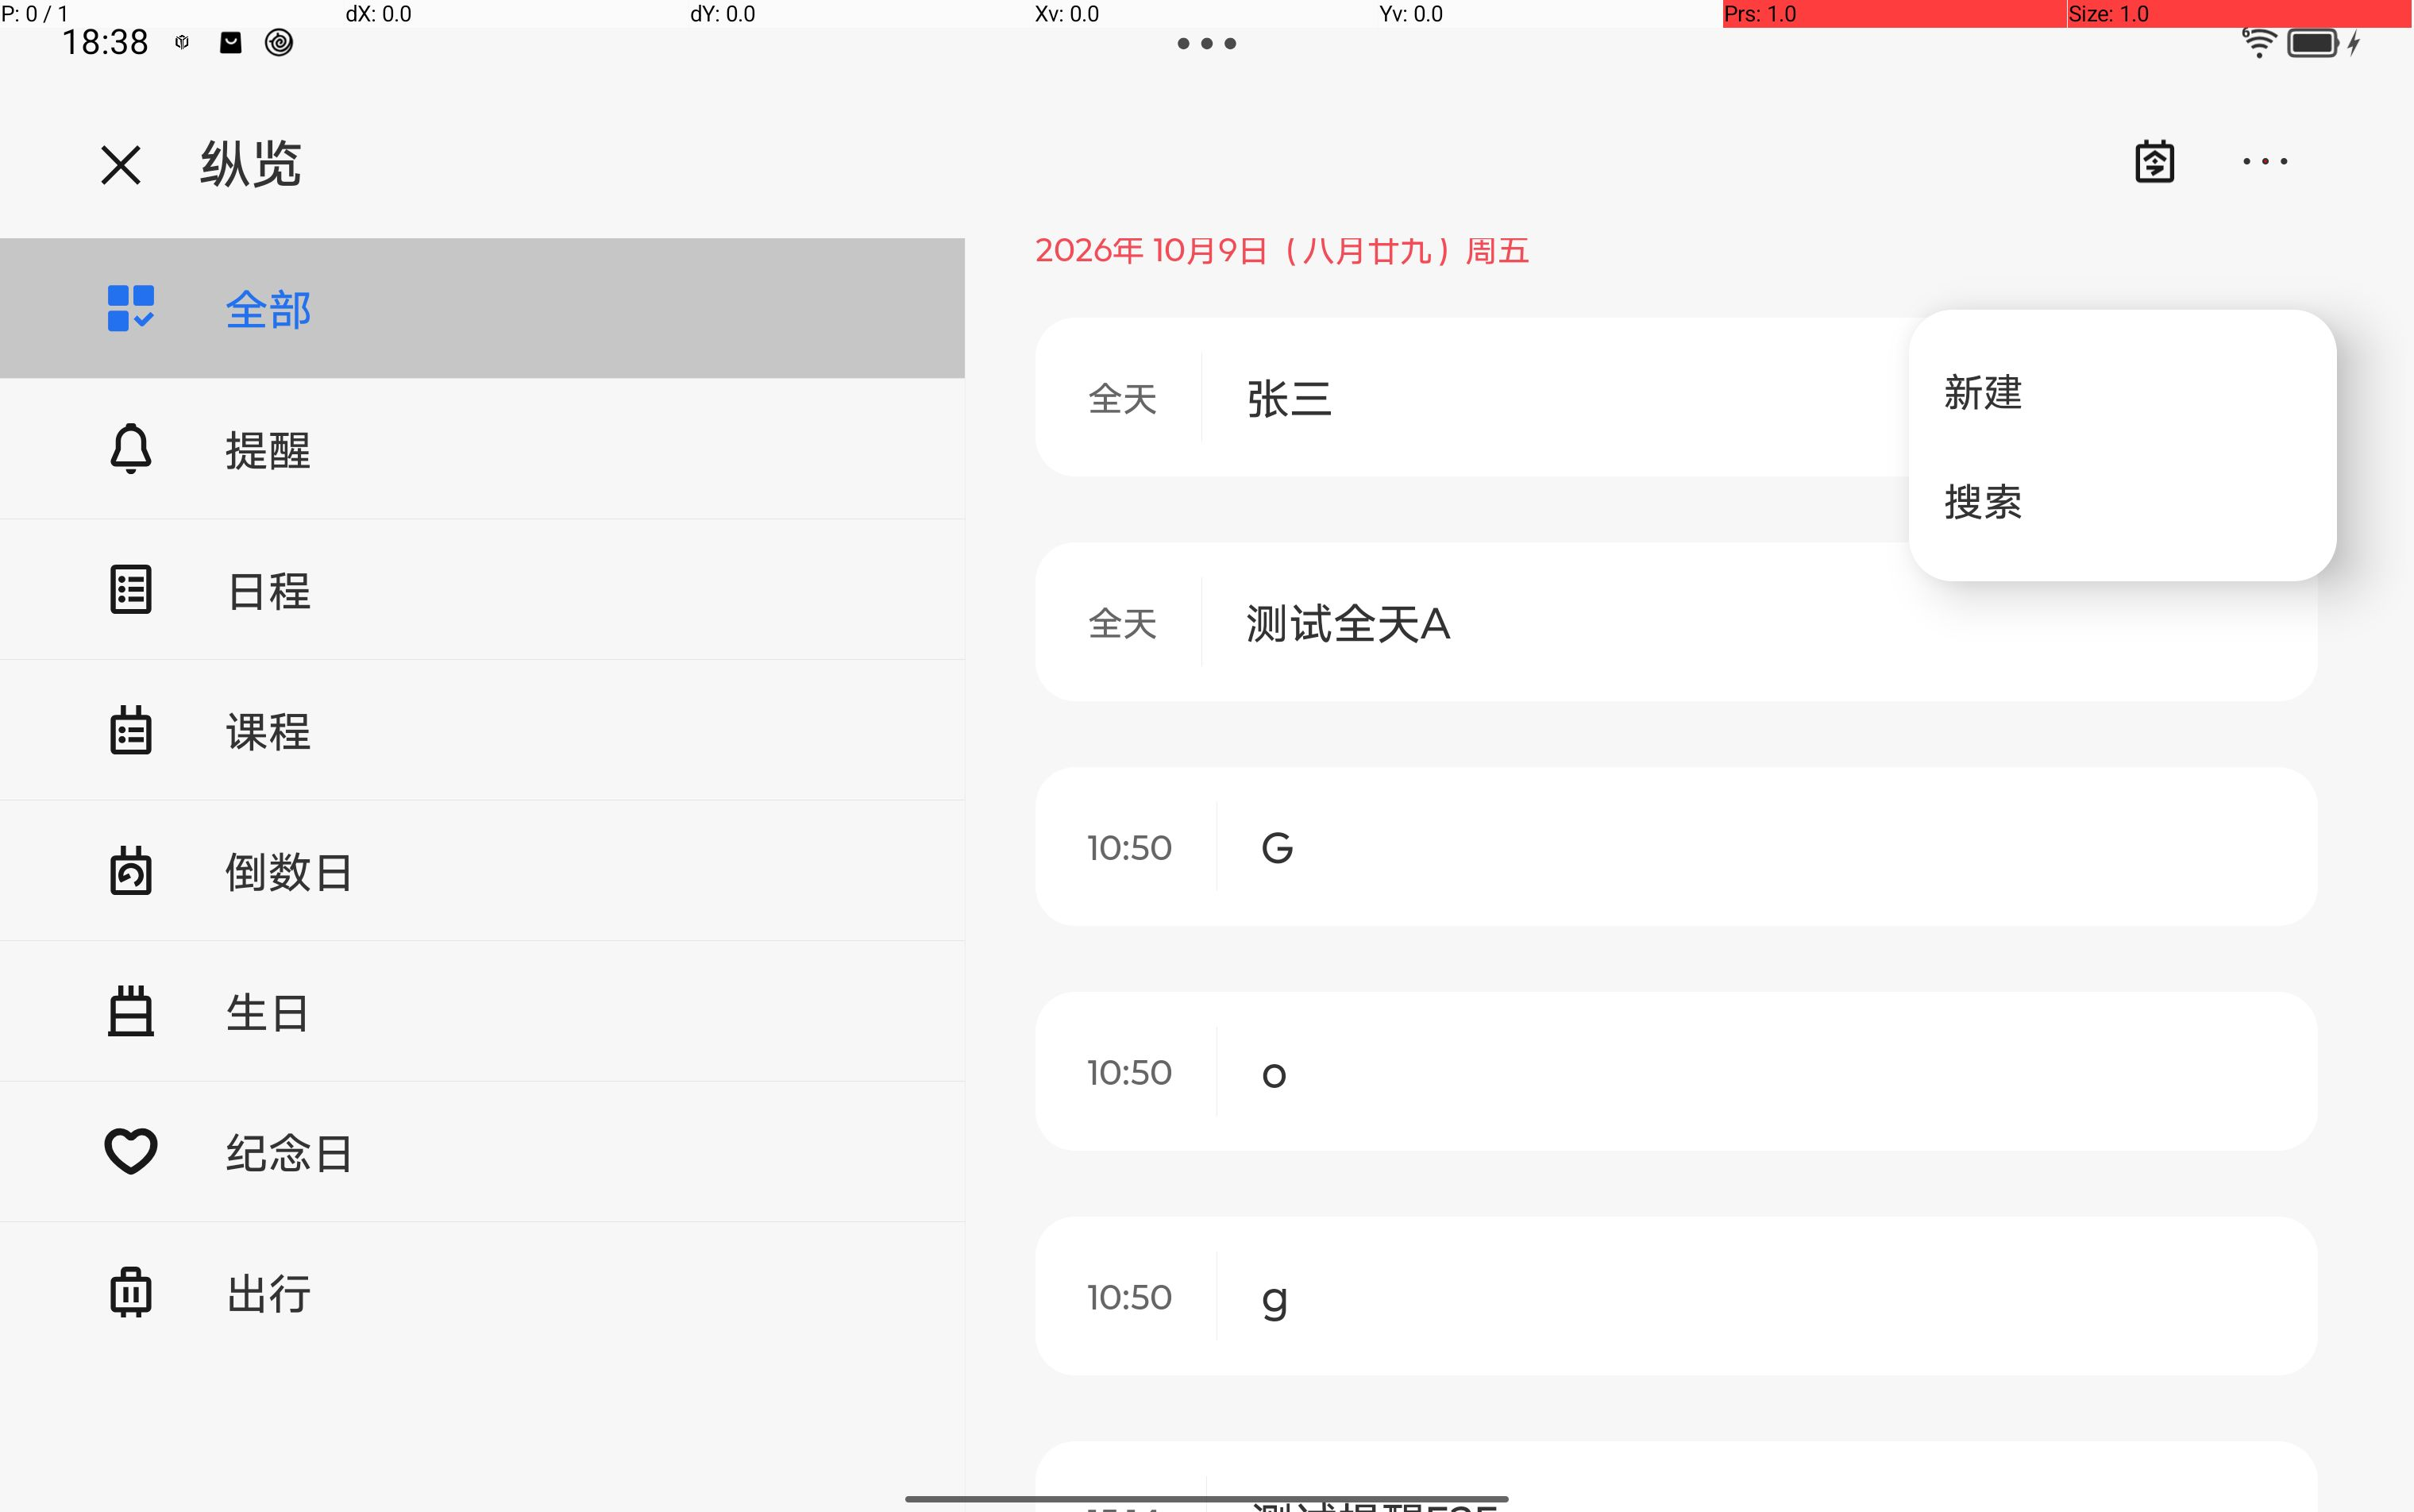 P: 0 / 1 dX: 0.0 dY: 0.0 Xv: 0.0 Yv: 0.0 Prs: 1.0 Size: 1.0
18:38
纵览
今
全部
提醒
日程
课程
倒数日
生日
纪念日
出行
2026年 10月9日（八月廿九）周五
全天 张三
新建
搜索
全天 测试全天A
10:50 G
10:50 o
10:50 g